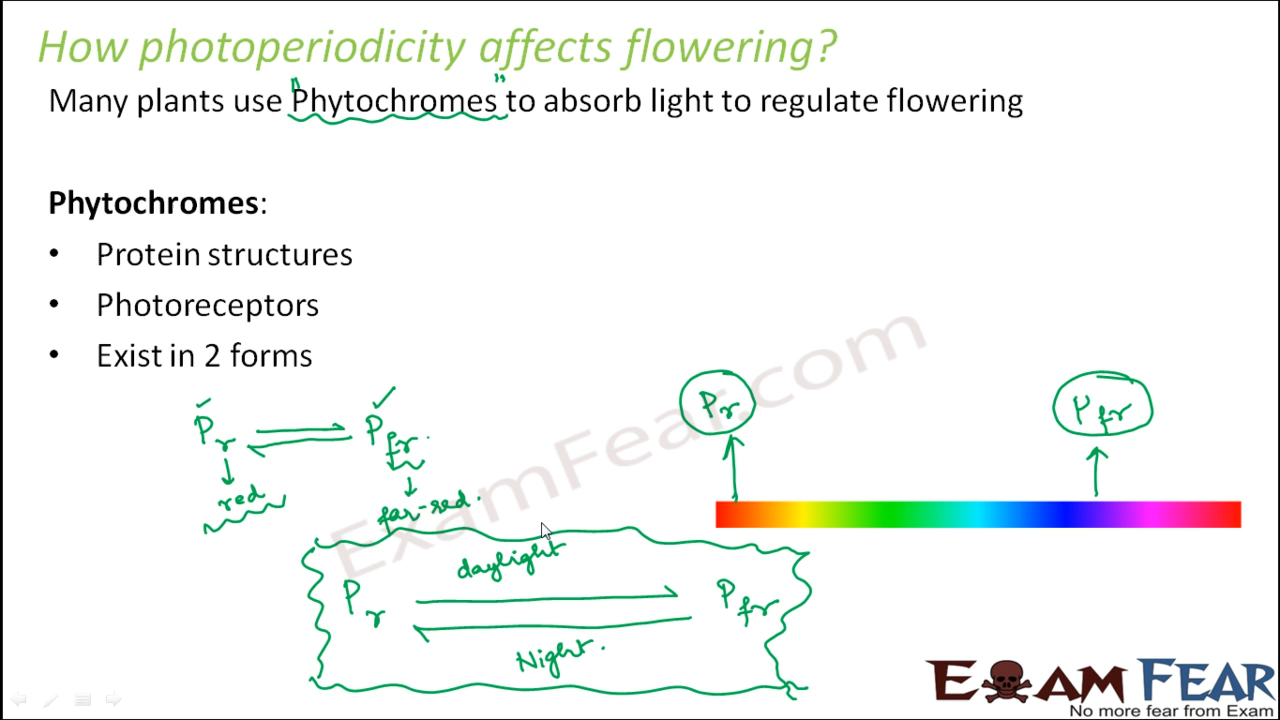 How photoperiodicity affects flowering?
Many plants use "Phytochromes" to absorb light to regulate flowering
Phytochromes:
• Protein structures
• Photoreceptors
• Exist in 2 forms
Pr Pfr
red far-red.
Pr Pfr
ExamFear.com
daylight
Pr Pfr
Night.
EXAM FEAR
No more fear from Exam